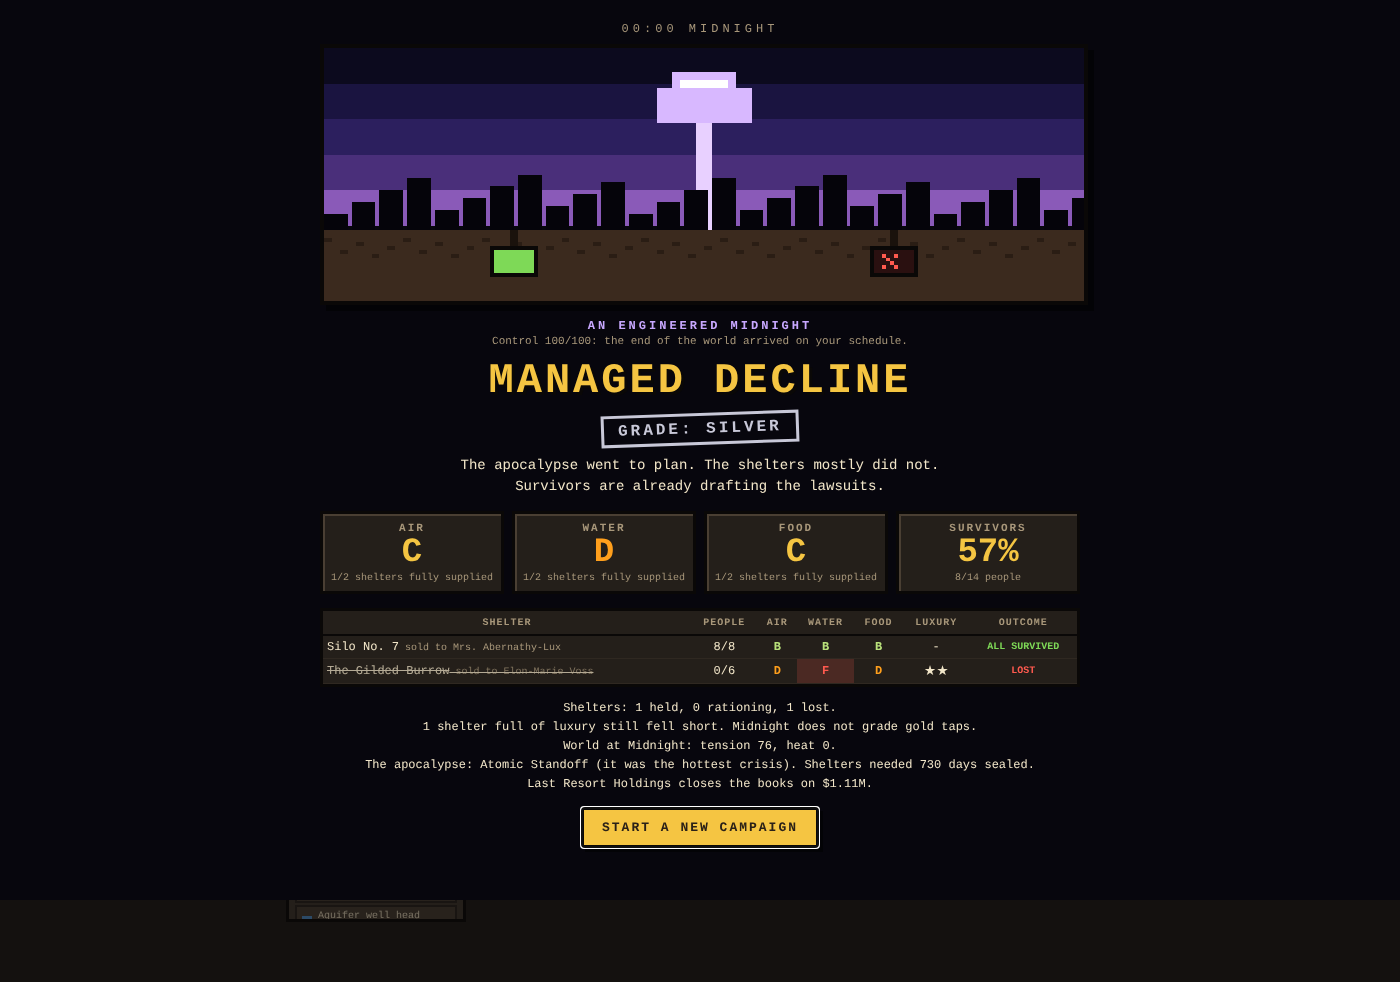 00:00 MIDNIGHT
AN ENGINEERED MIDNIGHT
Control 100/100: the end of the world arrived on your schedule.
MANAGED DECLINE
GRADE: SILVER
The apocalypse went to plan. The shelters mostly did not.
Survivors are already drafting the lawsuits.
AIR WATER FOOD SURVIVORS
C D C 57%
1/2 shelters fully supplied 1/2 shelters fully supplied 1/2 shelters fully supplied 8/14 people
SHELTER PEOPLE AIR WATER FOOD LUXURY OUTCOME
Silo No. 7 sold to Mrs. Abernathy-Lux 8/8 B B B - ALL SURVIVED
The Gilded Burrow sold to Elon-Marie Voss 0/6 D F D ★★ LOST
Shelters: 1 held, 0 rationing, 1 lost.
1 shelter full of luxury still fell short. Midnight does not grade gold taps.
World at Midnight: tension 76, heat 0.
The apocalypse: Atomic Standoff (it was the hottest crisis). Shelters needed 730 days sealed.
Last Resort Holdings closes the books on $1.11M.
START A NEW CAMPAIGN
Aquifer well head